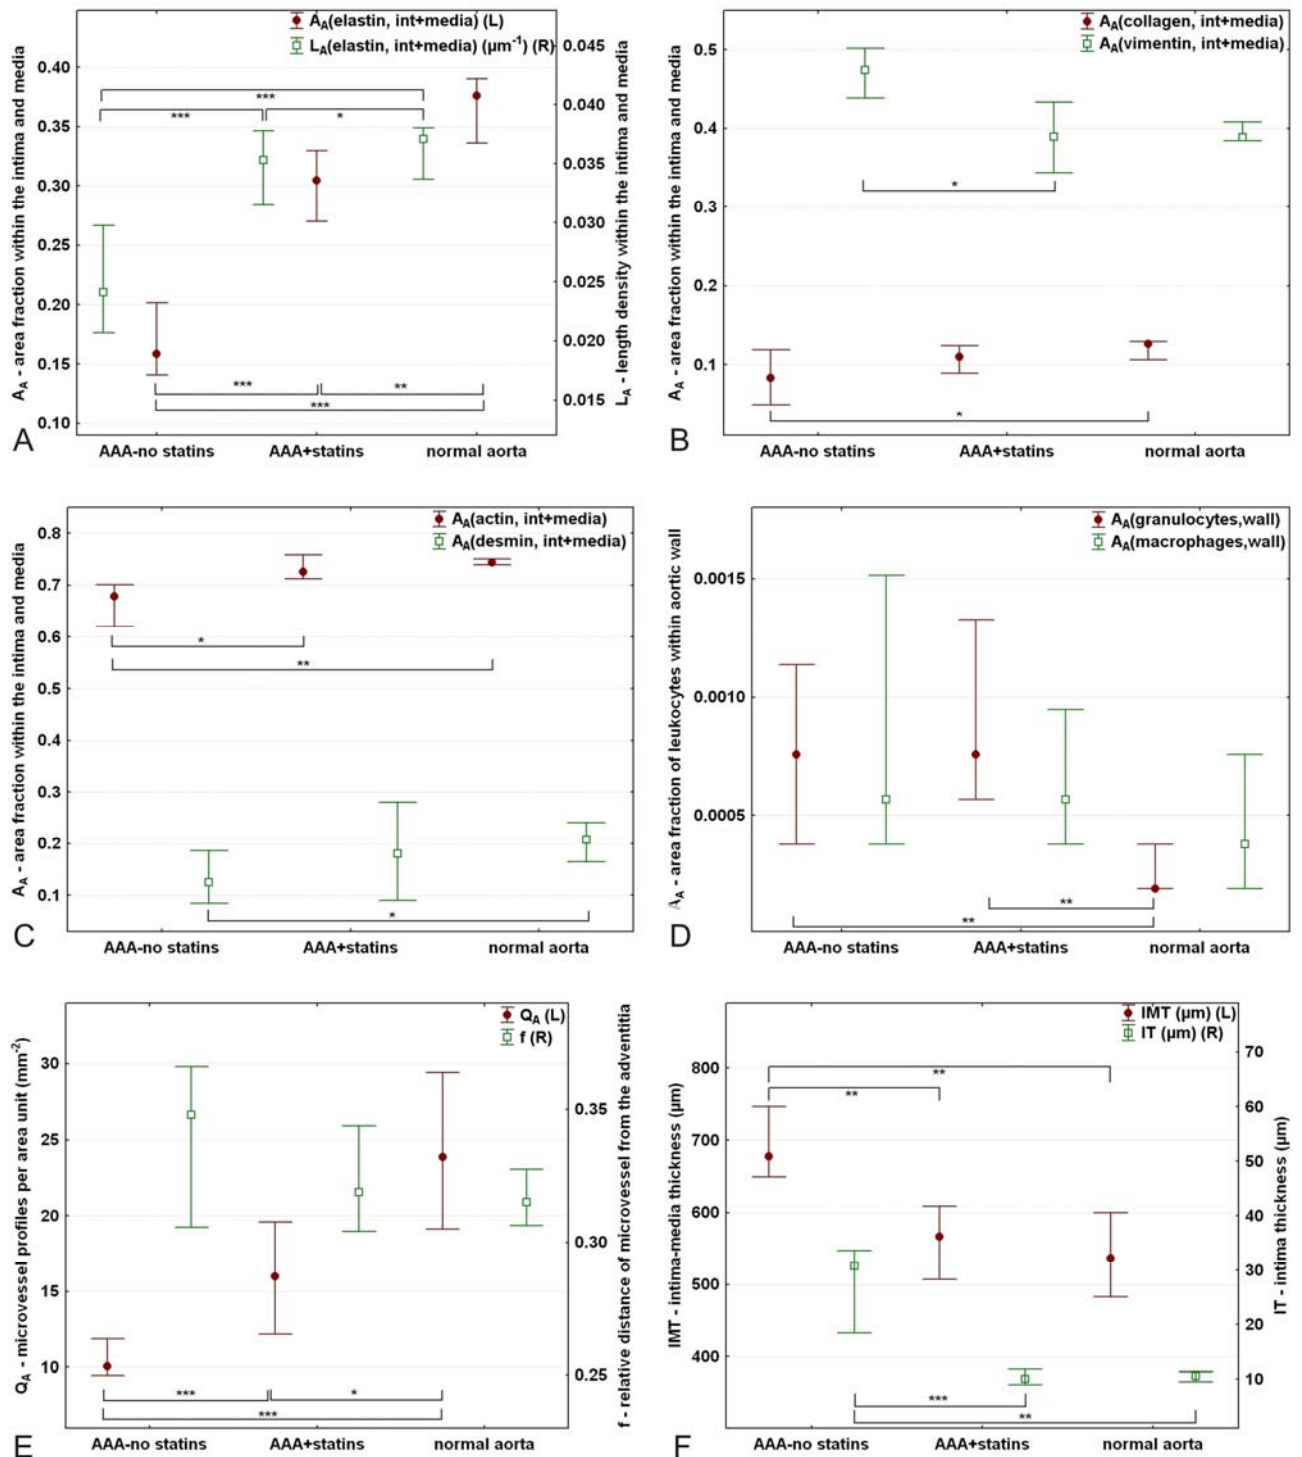 A_A(elastin, int+media) (L)
L_A(elastin, int+media) (µm⁻¹) (R)
A_A - area fraction within the intima and media
0.40
0.35
0.30
0.25
0.20
0.15
0.10
***
***
*
***
**
***
0.045
0.040
0.035
0.030
0.025
0.020
0.015
L_A - length density within the intima and media
AAA-no statins
AAA+statins
normal aorta
A
A_A(collagen, int+media)
A_A(vimentin, int+media)
A_A - area fraction within the intima and media
0.5
0.4
0.3
0.2
0.1
*
*
AAA-no statins
AAA+statins
normal aorta
B
A_A(actin, int+media)
A_A(desmin, int+media)
A_A - area fraction within the intima and media
0.8
0.7
0.6
0.5
0.4
0.3
0.2
0.1
*
**
*
AAA-no statins
AAA+statins
normal aorta
C
A_A(granulocytes,wall)
A_A(macrophages,wall)
A_A - area fraction of leukocytes within aortic wall
0.0015
0.0010
0.0005
**
**
AAA-no statins
AAA+statins
normal aorta
D
Q_A (L)
f (R)
Q_A - microvessel profiles per area unit (mm⁻²)
30
25
20
15
10
***
*
***
0.35
0.30
0.25
f - relative distance of microvessel from the adventitia
AAA-no statins
AAA+statins
normal aorta
E
IMT (µm) (L)
IT (µm) (R)
IMT - intima-media thickness (µm)
800
700
600
500
400
**
**
***
**
70
60
50
40
30
20
10
IT - intima thickness (µm)
AAA-no statins
AAA+statins
normal aorta
F